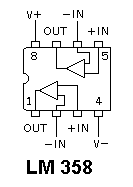 V+ −IN
OUT +IN
8 5
1 4
OUT +IN
−IN V−
LM 358